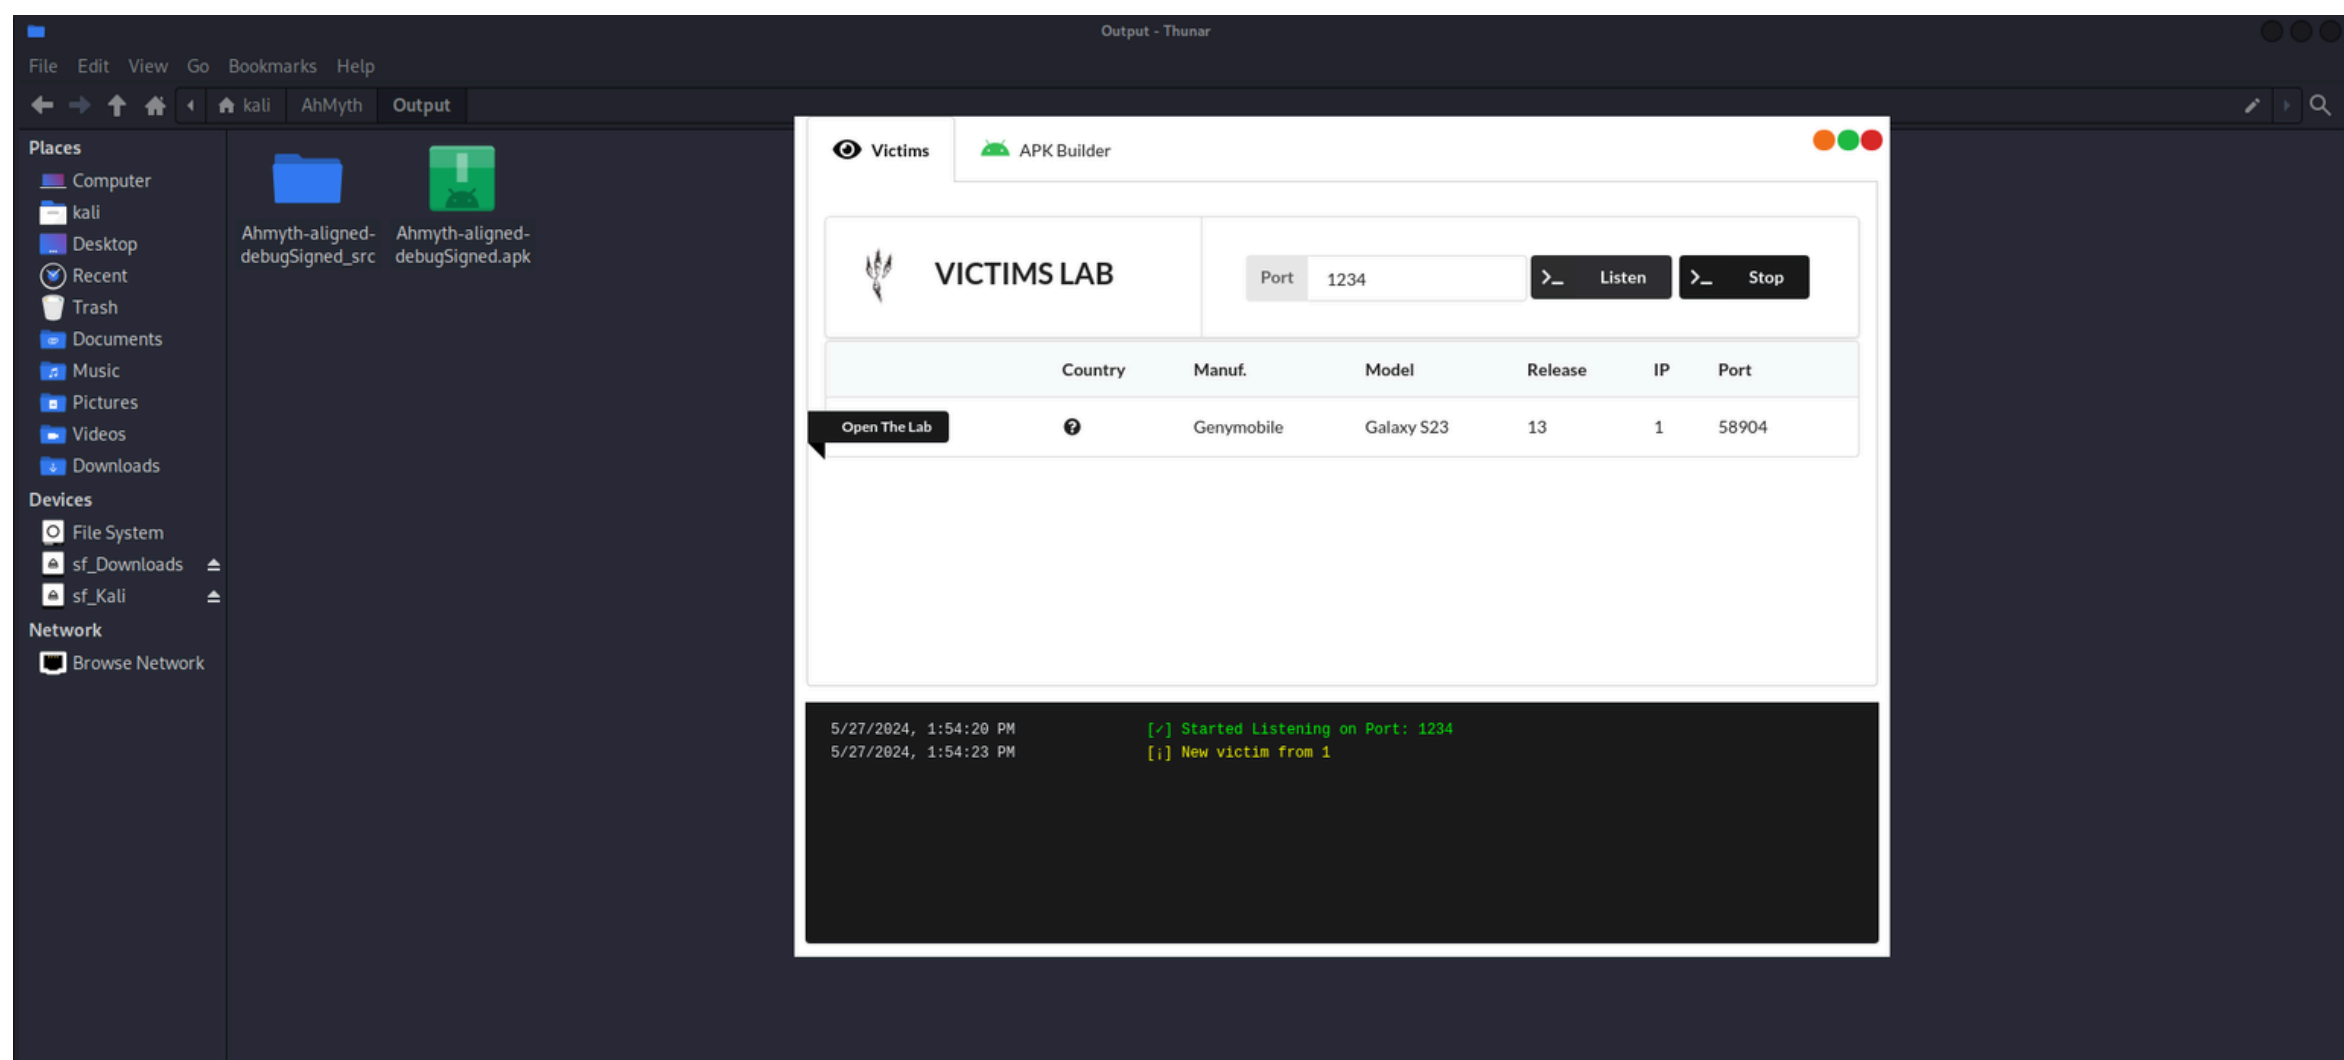 Output - Thunar
File Edit View Go Bookmarks Help
kali AhMyth Output
Places
Computer
kali
Desktop
Recent
Trash
Documents
Music
Pictures
Videos
Downloads
Devices
File System
sf_Downloads
sf_Kali
Network
Browse Network
Ahmyth-aligned-
debugSigned_src
Ahmyth-aligned-
debugSigned.apk
Victims APK Builder
VICTIMS LAB
Port 1234 >_ Listen >_ Stop
Country Manuf. Model Release IP Port
Open The Lab ? Genymobile Galaxy S23 13 1 58904
5/27/2024, 1:54:20 PM [✓] Started Listening on Port: 1234
5/27/2024, 1:54:23 PM [¡] New victim from 1